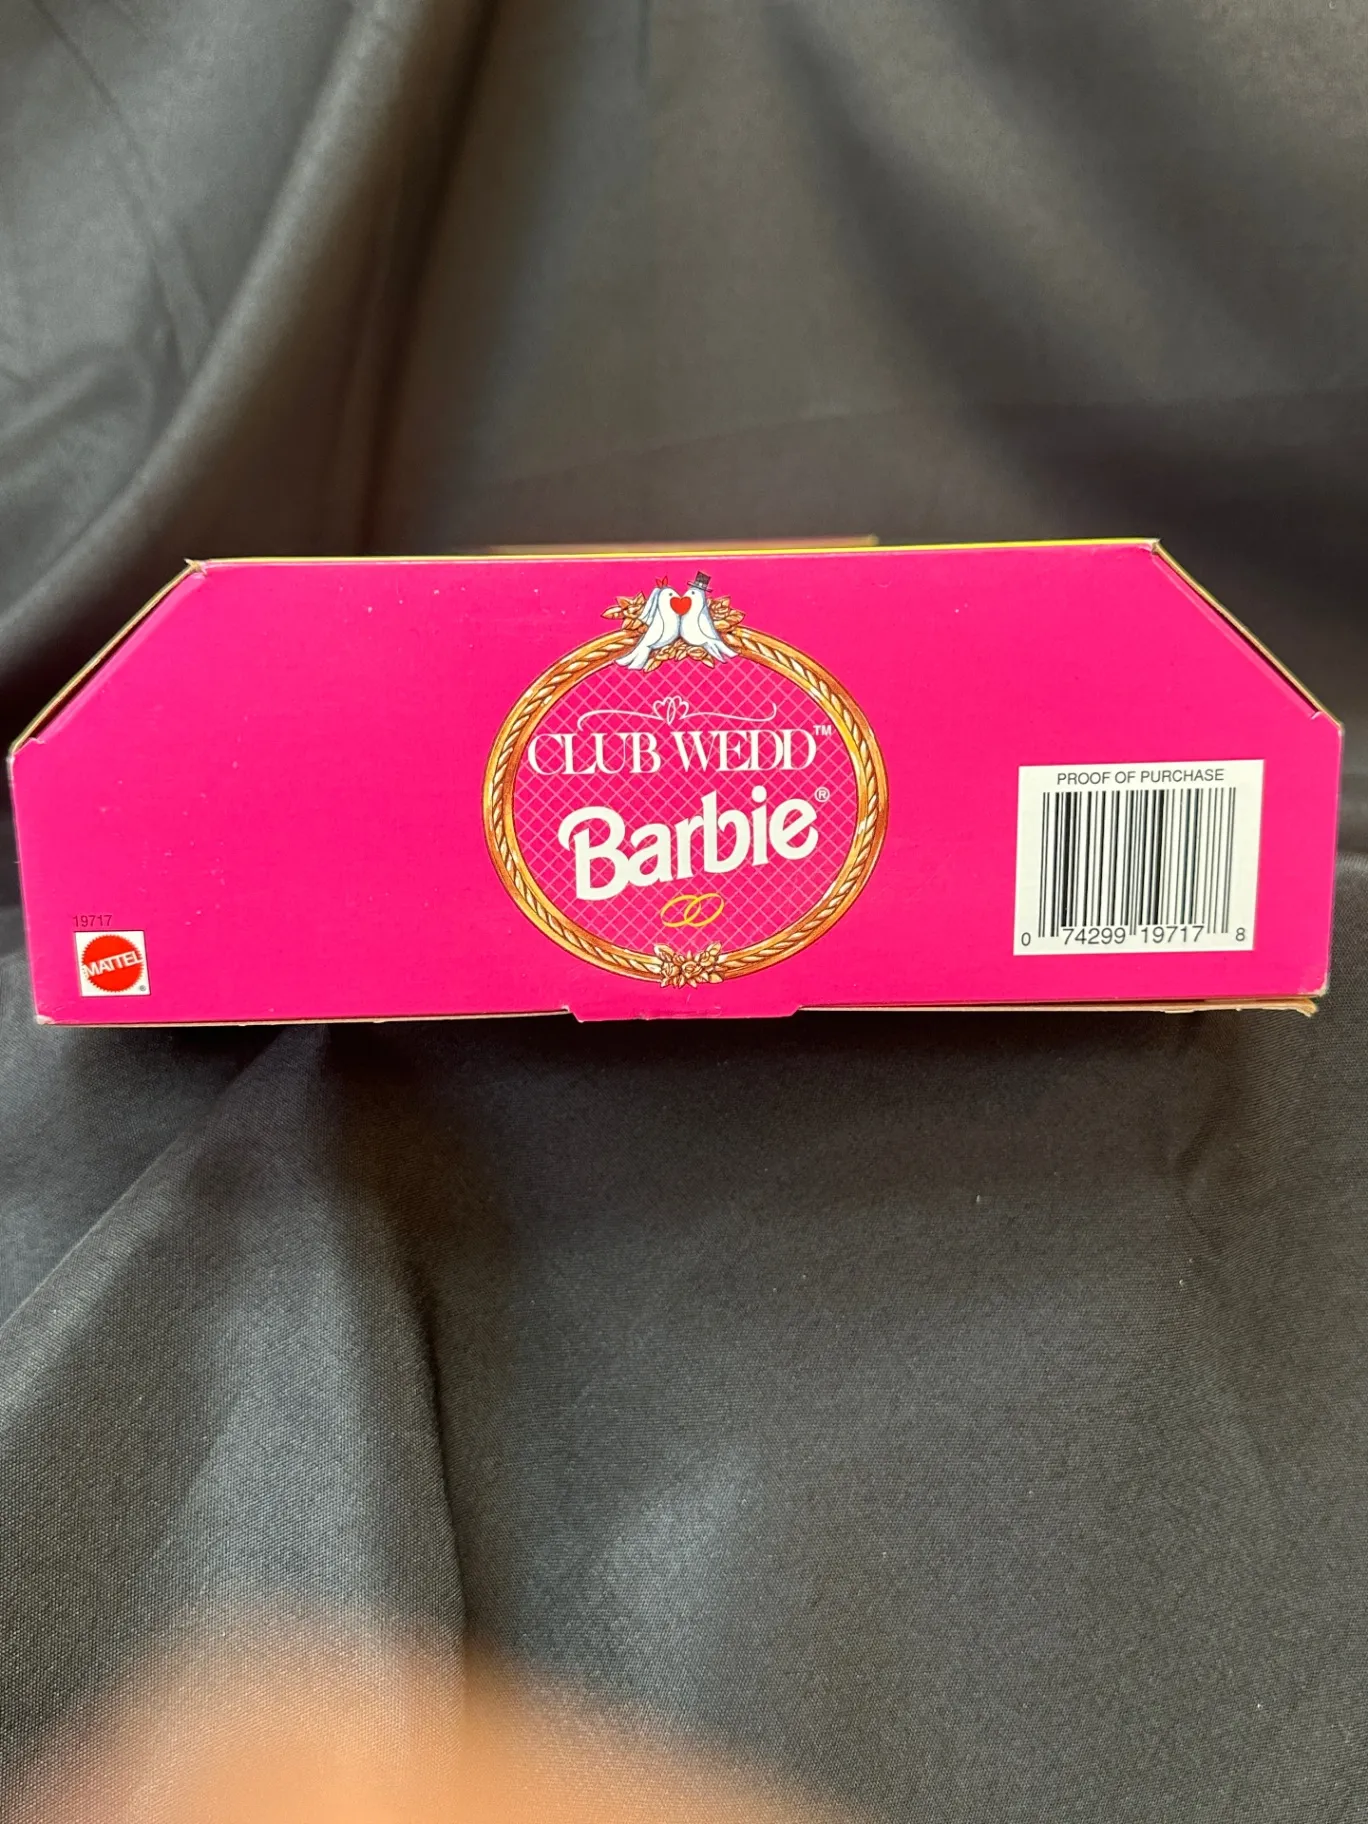 CLUB WEDD™
Barbie®
PROOF OF PURCHASE
0 74299 19717 8
19717
MATTEL®